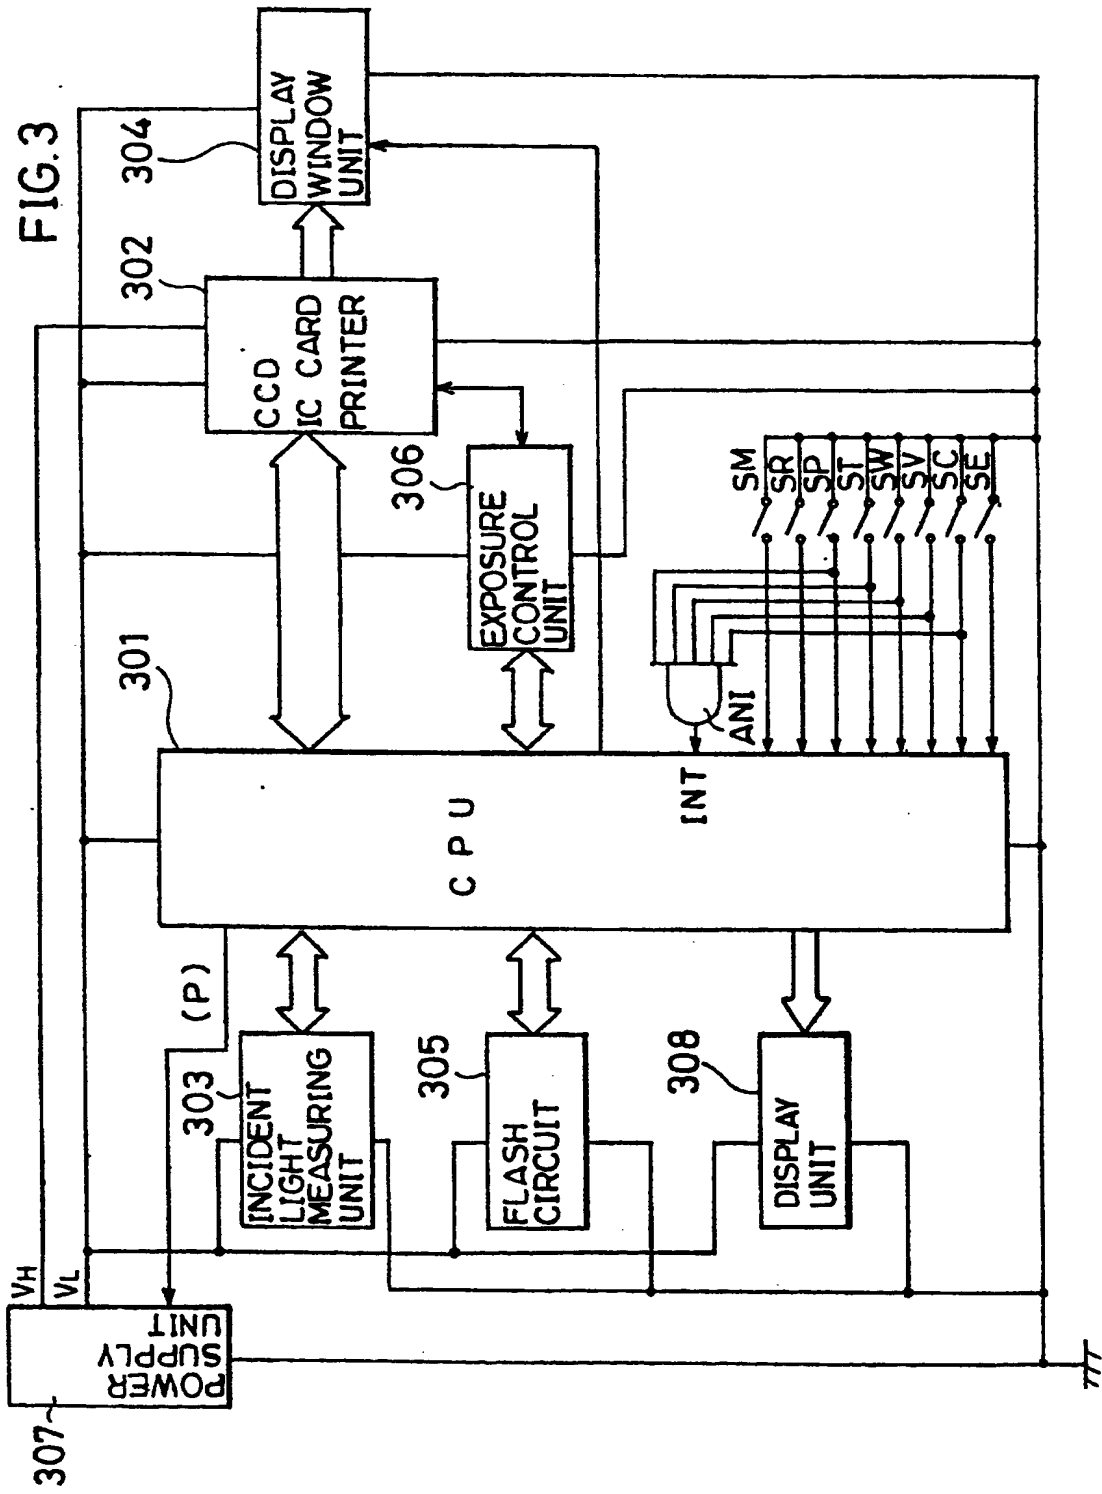 FIG.3
307
POWER
SUPPLY
UNIT
VH
VL
(P)
303
INCIDENT
LIGHT
MEASURING
UNIT
305
FLASH
CIRCUIT
308
DISPLAY
UNIT
301
CPU
INT
302
CCD
IC CARD
PRINTER
304
DISPLAY
WINDOW
UNIT
306
EXPOSURE
CONTROL
UNIT
ANI
SM
SR
SP
ST
SW
SV
SC
SE